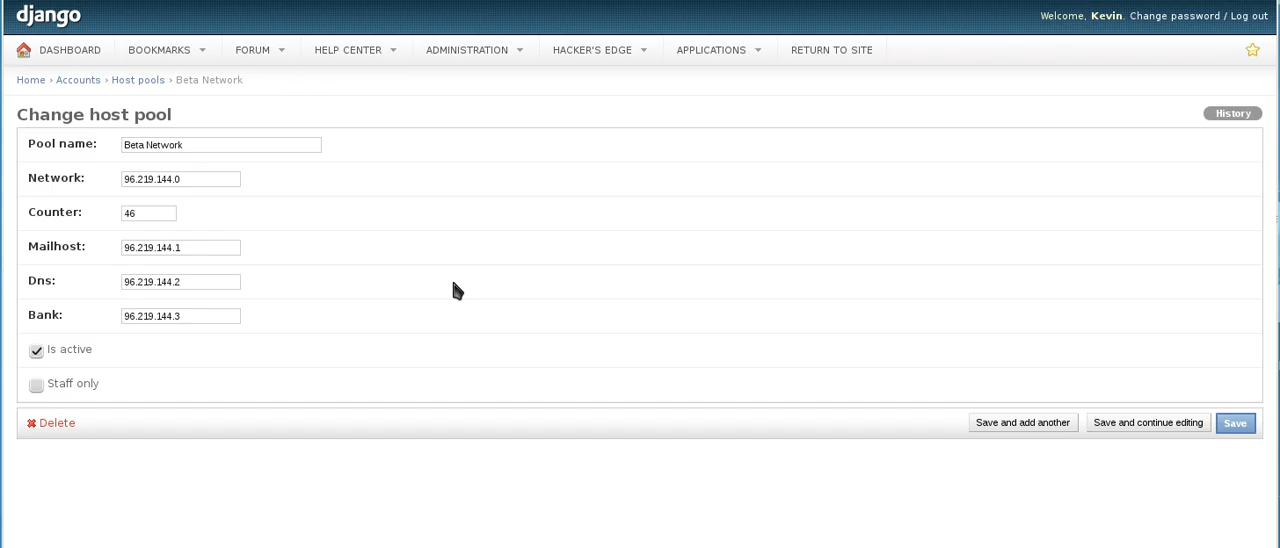 django
Welcome, Kevin. Change password / Log out
DASHBOARD BOOKMARKS FORUM HELP CENTER ADMINISTRATION HACKER'S EDGE APPLICATIONS RETURN TO SITE
Home › Accounts › Host pools › Beta Network
Change host pool
History
Pool name: Beta Network
Network: 96.219.144.0
Counter: 46
Mailhost: 96.219.144.1
Dns: 96.219.144.2
Bank: 96.219.144.3
Is active
Staff only
Delete Save and add another Save and continue editing Save